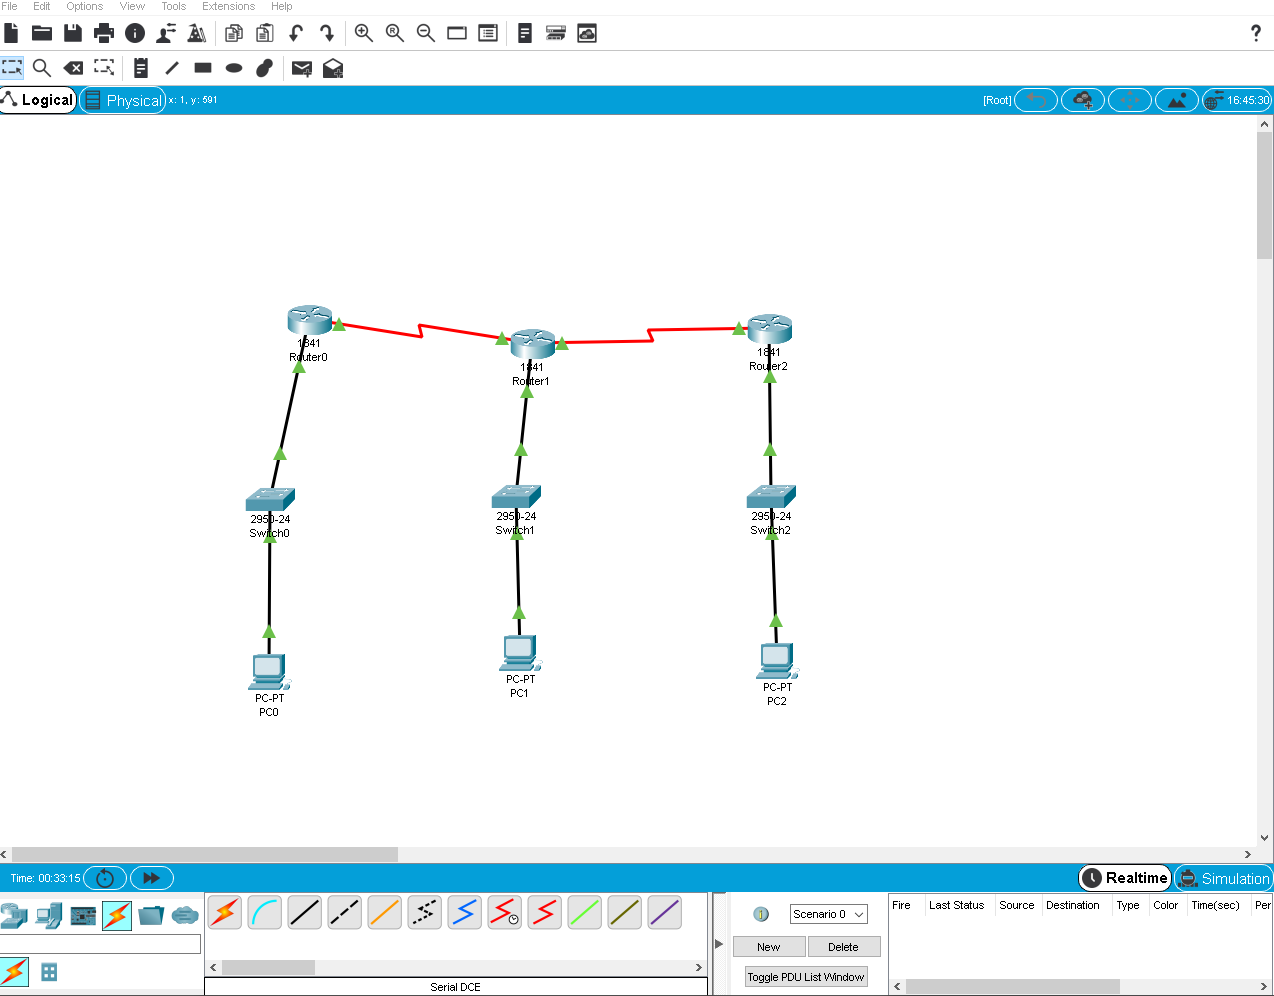 File Edit Options View Tools Extensions Help
?
Logical Physical x: 1, y: 591 [Root] 16:45:30
1841
Router0
1841
Router1
1841
Router2
2950-24
Switch0
2950-24
Switch1
2950-24
Switch2
PC-PT
PC0
PC-PT
PC1
PC-PT
PC2
Time: 00:33:15 Realtime Simulation
Scenario 0
New Delete
Toggle PDU List Window
Fire Last Status Source Destination Type Color Time(sec) Per
Serial DCE